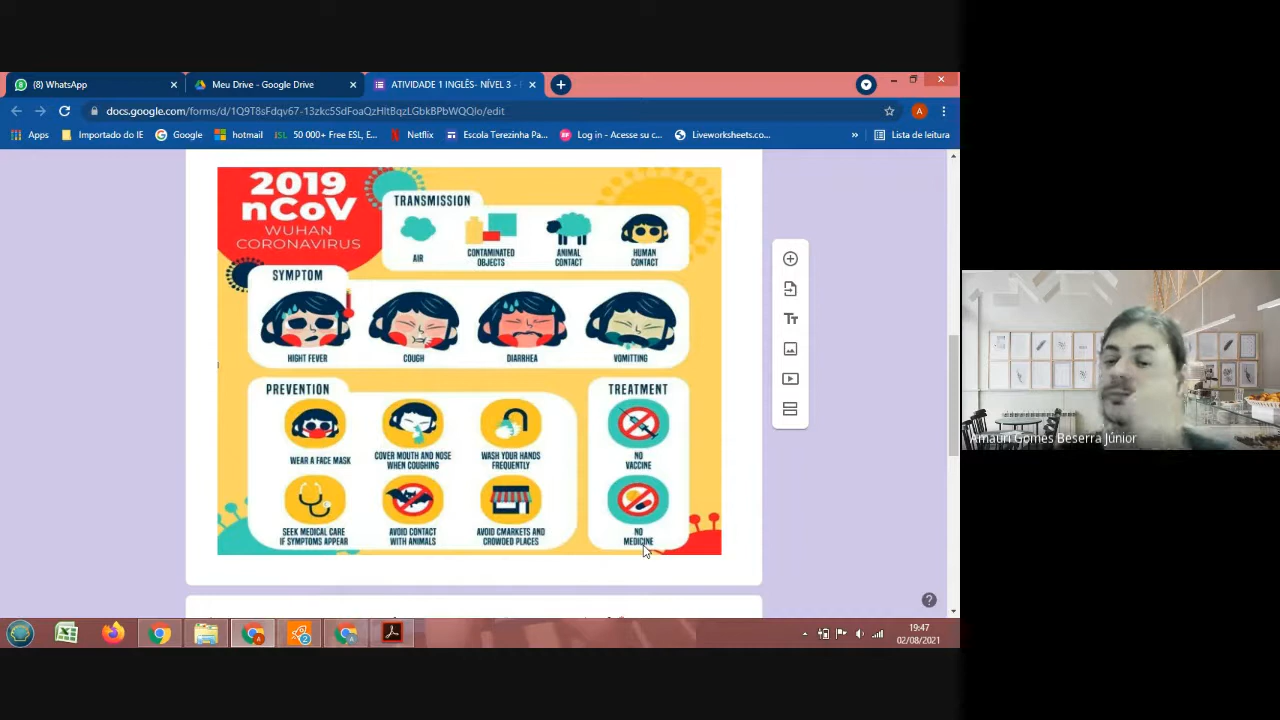 (8) WhatsApp
Meu Drive - Google Drive
ATIVIDADE 1 INGLÊS- NÍVEL 3 -
docs.google.com/forms/d/1Q9T8sFdqv67-13zkc5SdFoaQzHltBqzLGbkBPbWQQlo/edit
A
Apps
Importado do IE
Google
hotmail
ISL 50 000+ Free ESL, E...
Netflix
Escola Terezinha Pa...
Log in - Acesse su c...
Liveworksheets.co...
»
Lista de leitura
2019
nCoV
WUHAN
CORONAVIRUS
TRANSMISSION
AIR
CONTAMINATED
OBJECTS
ANIMAL
CONTACT
HUMAN
CONTACT
SYMPTOM
HIGHT FEVER
COUGH
DIARRHEA
VOMITTING
PREVENTION
WEAR A FACE MASK
COVER MOUTH AND NOSE
WHEN COUGHING
WASH YOUR HANDS
FREQUENTLY
SEEK MEDICAL CARE
IF SYMPTOMS APPEAR
AVOID CONTACT
WITH ANIMALS
AVOID CMARKETS AND
CROWDED PLACES
TREATMENT
NO
VACCINE
NO
MEDICINE
Tт
Amauri Gomes Beserra Júnior
19:47
02/08/2021